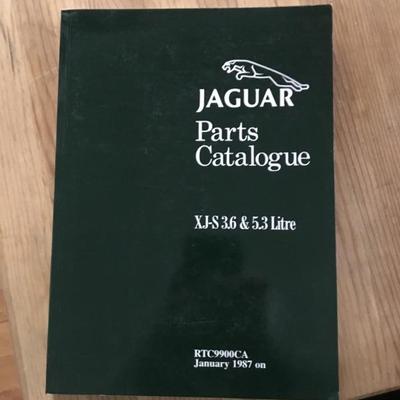 JAGUAR
Parts
Catalogue
XJ-S 3.6 & 5.3 Litre
RTC9900CA
January 1987 on